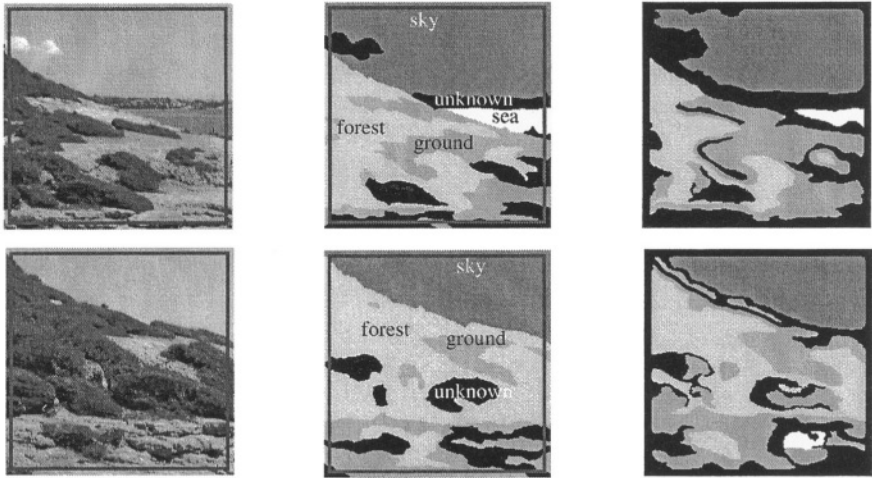 sky
unknown
sea
forest
ground
sky
forest
ground
unknown